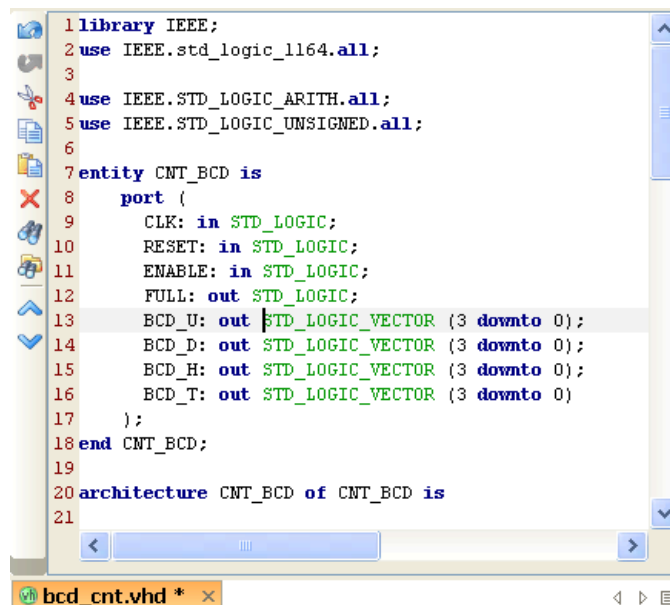 1 library IEEE;
2 use IEEE.std_logic_1164.all;
3
4 use IEEE.STD_LOGIC_ARITH.all;
5 use IEEE.STD_LOGIC_UNSIGNED.all;
6
7 entity CNT_BCD is
8 port (
9 CLK: in STD_LOGIC;
10 RESET: in STD_LOGIC;
11 ENABLE: in STD_LOGIC;
12 FULL: out STD_LOGIC;
13 BCD_U: out STD_LOGIC_VECTOR (3 downto 0);
14 BCD_D: out STD_LOGIC_VECTOR (3 downto 0);
15 BCD_H: out STD_LOGIC_VECTOR (3 downto 0);
16 BCD_T: out STD_LOGIC_VECTOR (3 downto 0)
17 );
18 end CNT_BCD;
19
20 architecture CNT_BCD of CNT_BCD is
21
bcd_cnt.vhd *